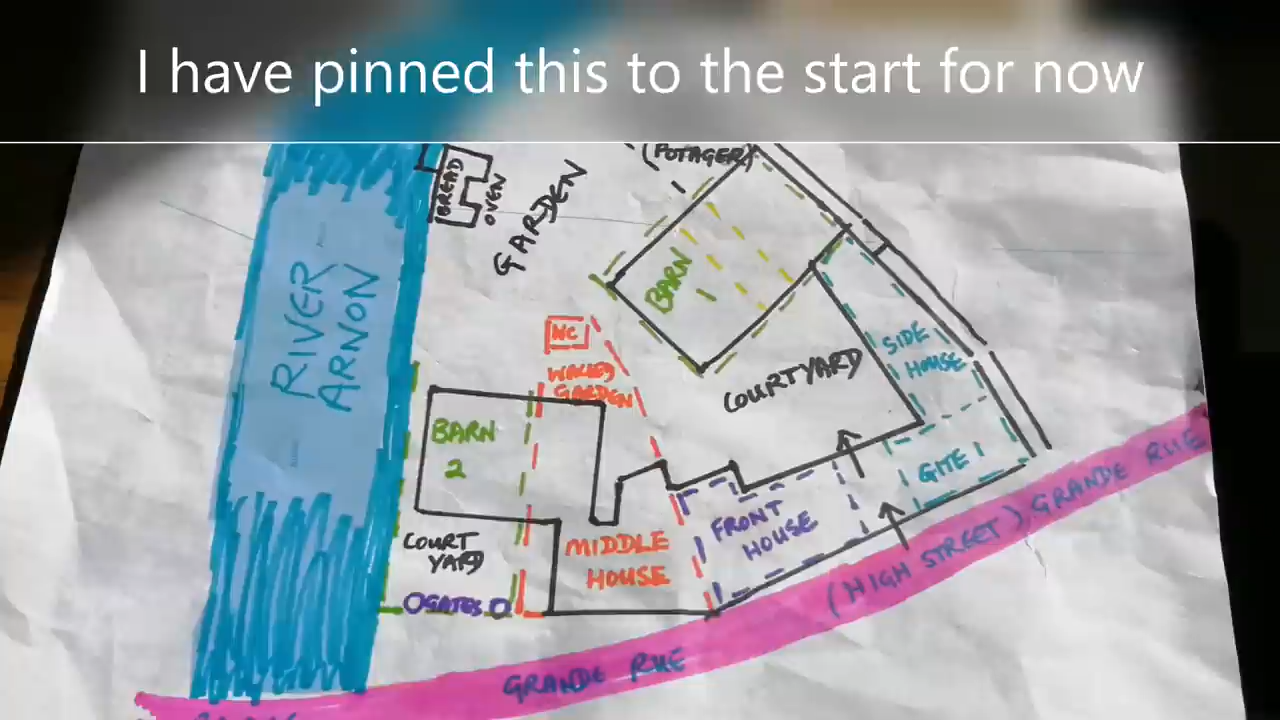 I have pinned this to the start for now
(POTAGER)
BREAD
OVEN
GARDEN
RIVER
ARNON
BARN
1
WC
WALLED
GARDEN
COURTYARD
SIDE
HOUSE
BARN
2
GITE
FRONT
HOUSE
COURT
YARD
MIDDLE
HOUSE
GATES
(HIGH STREET) GRANDE RUE
GRANDE RUE